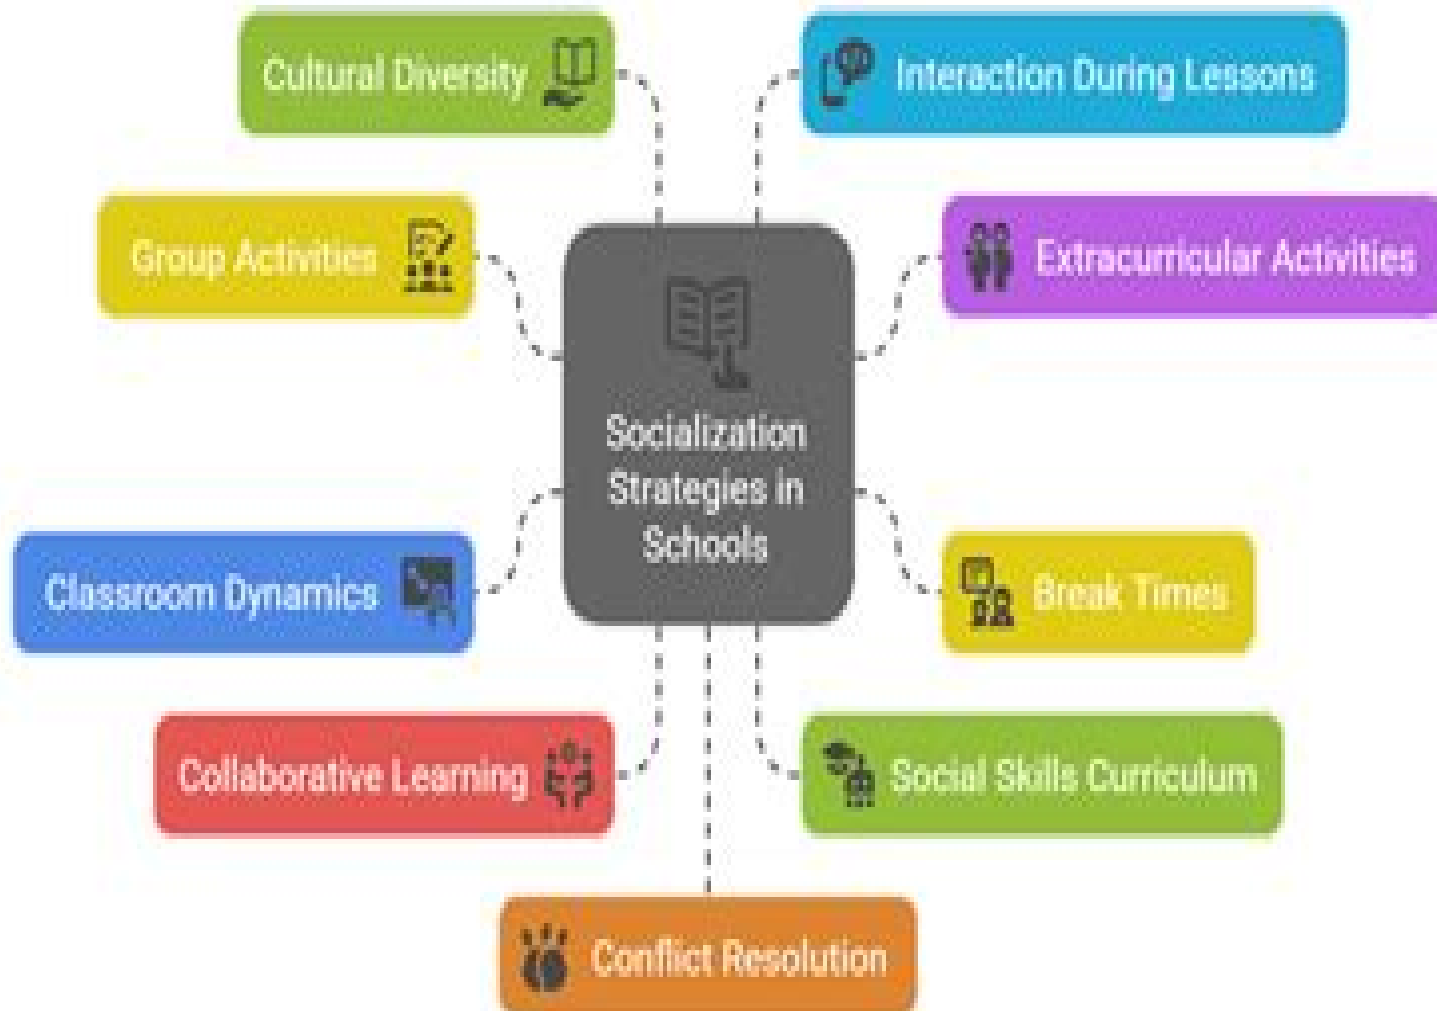 Cultural Diversity
Interaction During Lessons
Group Activities
Extracurricular Activities
Socialization
Strategies in
Schools
Classroom Dynamics
Break Times
Collaborative Learning
Social Skills Curriculum
Conflict Resolution